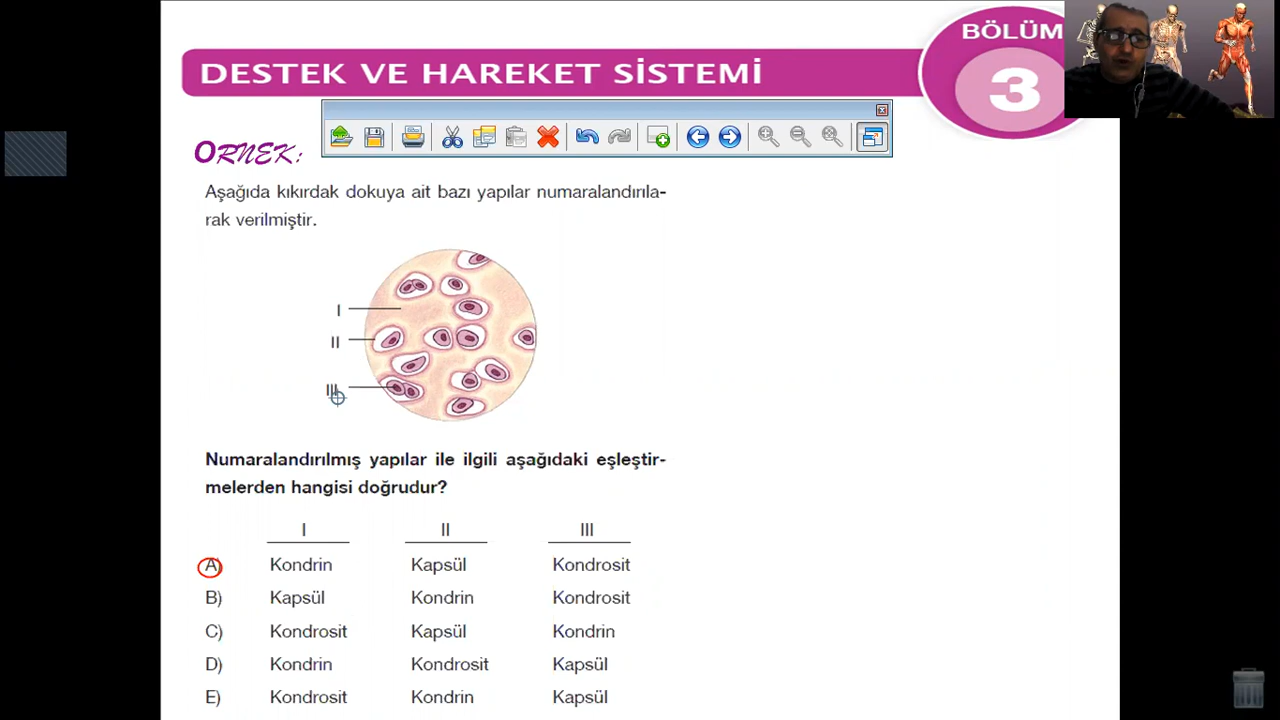 BÖLÜM
3
DESTEK VE HAREKET SİSTEMİ
ORNEK:
Aşağıda kıkırdak dokuya ait bazı yapılar numaralandırıla-
rak verilmiştir.
I
II
III
Numaralandırılmış yapılar ile ilgili aşağıdaki eşleştir-
melerden hangisi doğrudur?
I II III
A) Kondrin Kapsül Kondrosit
B) Kapsül Kondrin Kondrosit
C) Kondrosit Kapsül Kondrin
D) Kondrin Kondrosit Kapsül
E) Kondrosit Kondrin Kapsül